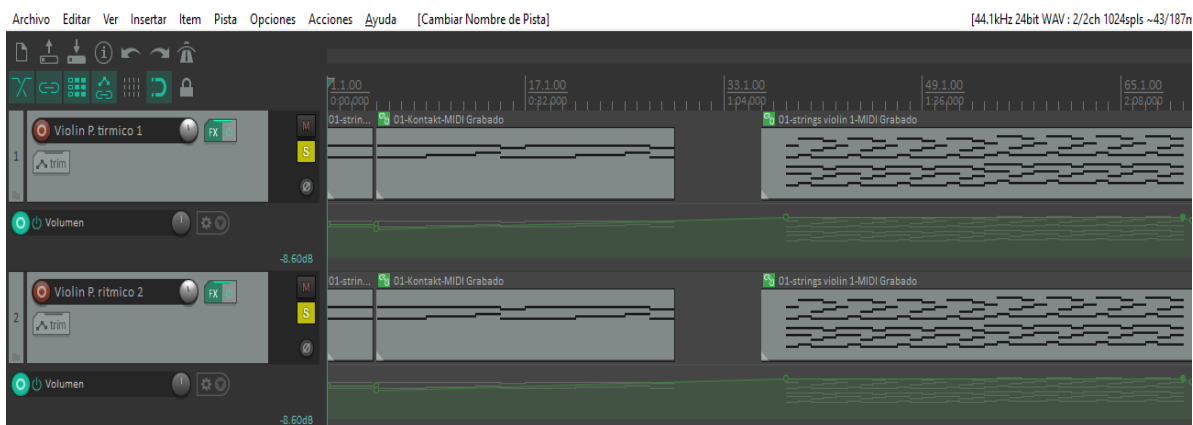 Archivo Editar Ver Insertar Item Pista Opciones Acciones Ayuda [Cambiar Nombre de Pista] [44.1kHz 24bit WAV : 2/2ch 1024spls ~43/187m
1.1.00 17.1.00 33.1.00 49.1.00 65.1.00
0:00.000 0:32.000 1:04.000 1:36.000 2:08.000
01-strin... 01-Kontakt-MIDI Grabado 01-strings violin 1-MIDI Grabado
Violin P. tirmico 1 FX M
1 trim S
Ø
Volumen
-8.60dB
01-strin... 01-Kontakt-MIDI Grabado 01-strings violin 1-MIDI Grabado
Violin P. ritmico 2 FX M
2 trim S
Ø
Volumen
-8.60dB